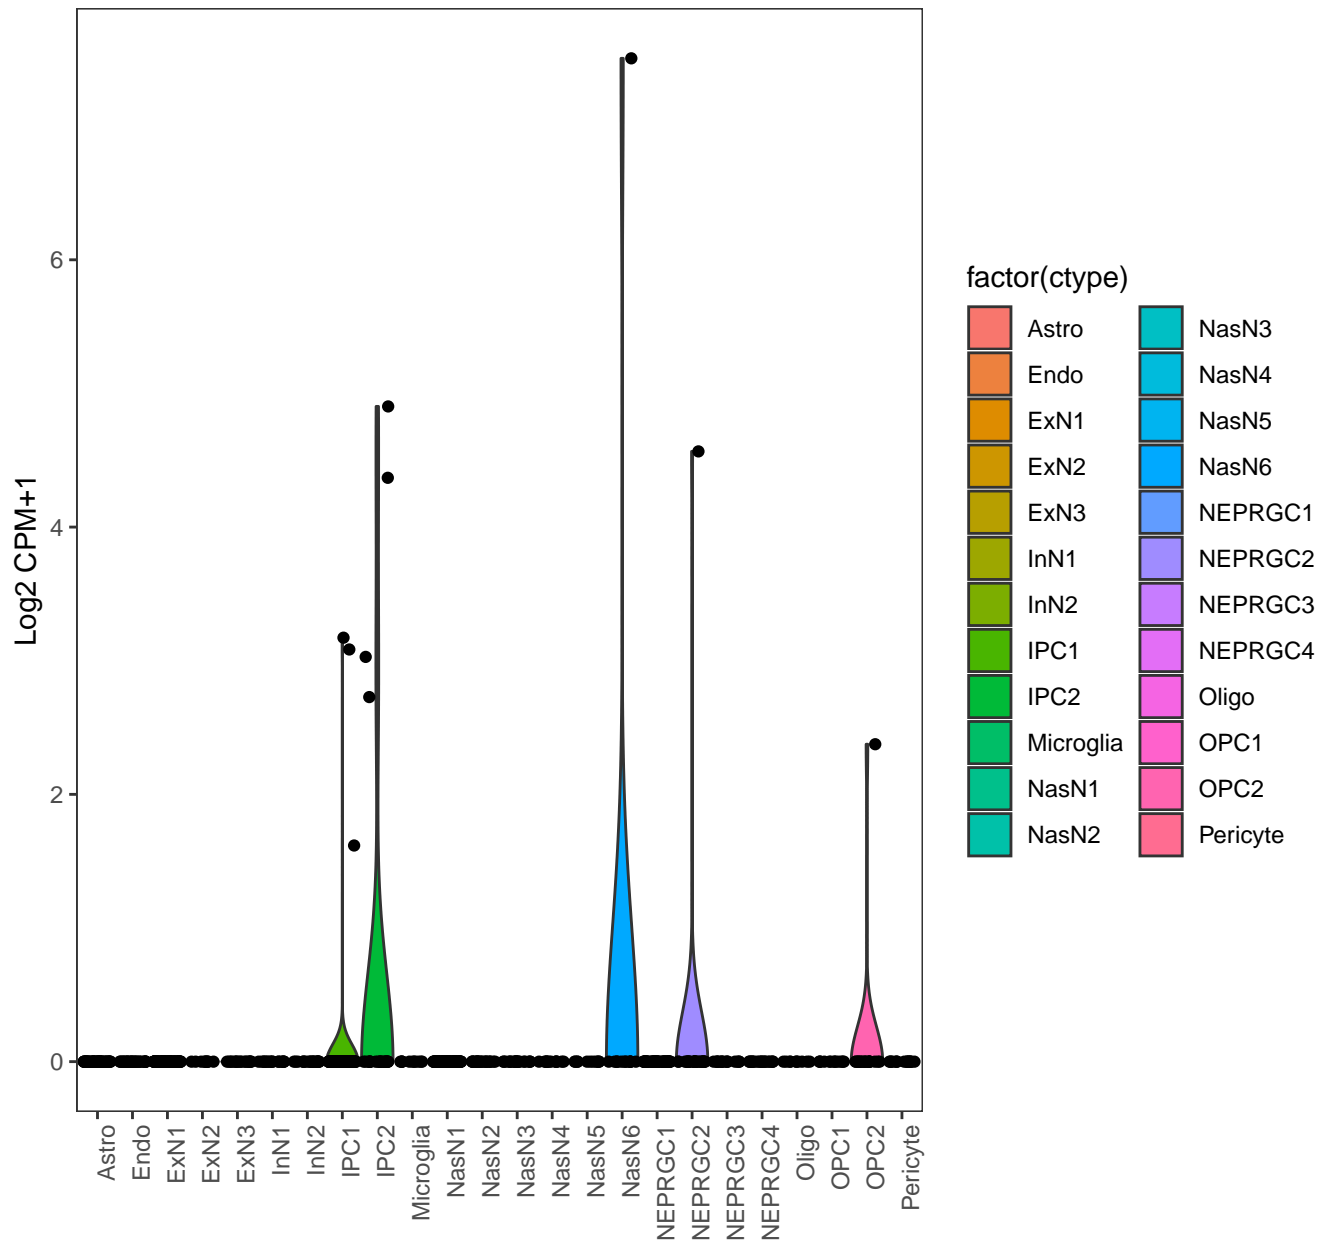 Log2 CPM+1
6
4
2
0
Astro
Endo
ExN1
ExN2
ExN3
InN1
InN2
IPC1
IPC2
Microglia
NasN1
NasN2
NasN3
NasN4
NasN5
NasN6
NEPRGC1
NEPRGC2
NEPRGC3
NEPRGC4
Oligo
OPC1
OPC2
Pericyte
factor(ctype)
Astro
Endo
ExN1
ExN2
ExN3
InN1
InN2
IPC1
IPC2
Microglia
NasN1
NasN2
NasN3
NasN4
NasN5
NasN6
NEPRGC1
NEPRGC2
NEPRGC3
NEPRGC4
Oligo
OPC1
OPC2
Pericyte